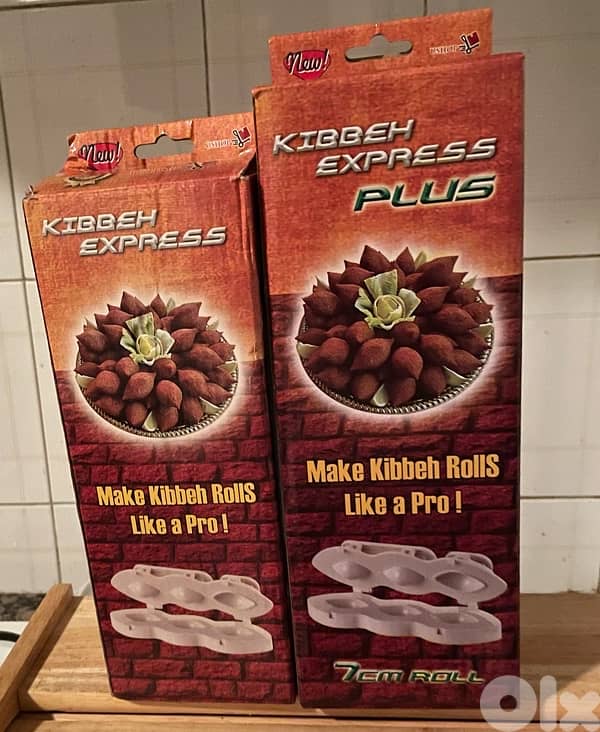 New!
KIBBEH
EXPRESS
Make Kibbeh RollS
Like a Pro !
New!
KIBBEH
EXPRESS
PLUS
Make Kibbeh RollS
Like a Pro !
7CM ROLL
Olx